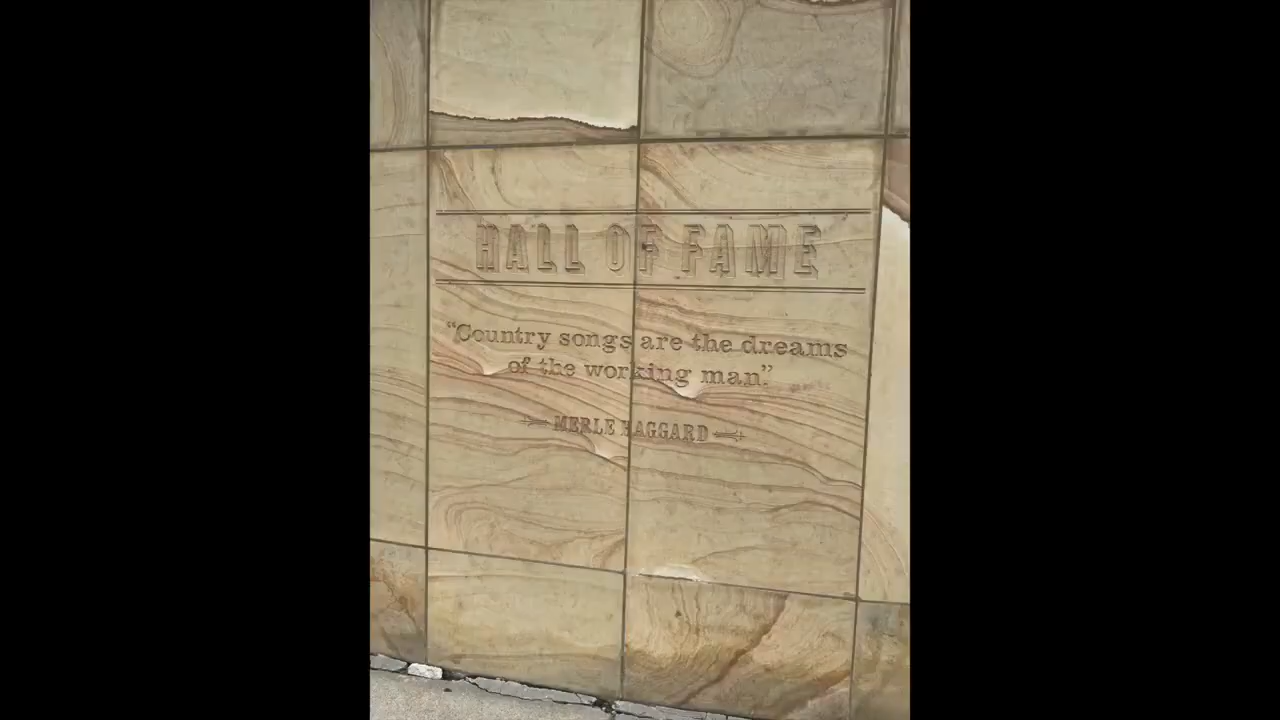 HALL OF FAME
“Country songs are the dreams
of the working man.”
MERLE HAGGARD